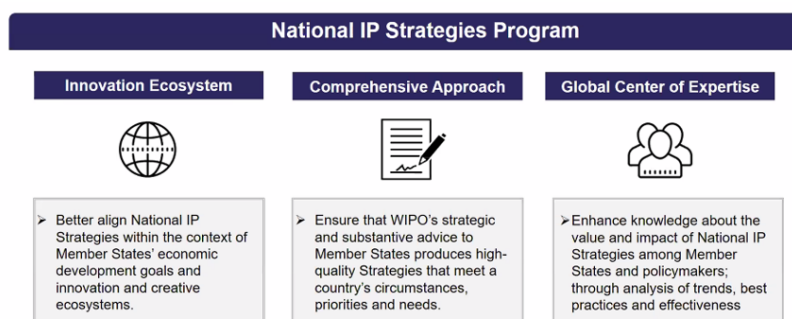 National IP Strategies Program
Innovation Ecosystem
Comprehensive Approach
Global Center of Expertise
➢ Better align National IP
Strategies within the context of
Member States' economic
development goals and
innovation and creative
ecosystems.
➢ Ensure that WIPO's strategic
and substantive advice to
Member States produces high-
quality Strategies that meet a
country's circumstances,
priorities and needs.
➢Enhance knowledge about the
value and impact of National IP
Strategies among Member
States and policymakers;
through analysis of trends, best
practices and effectiveness